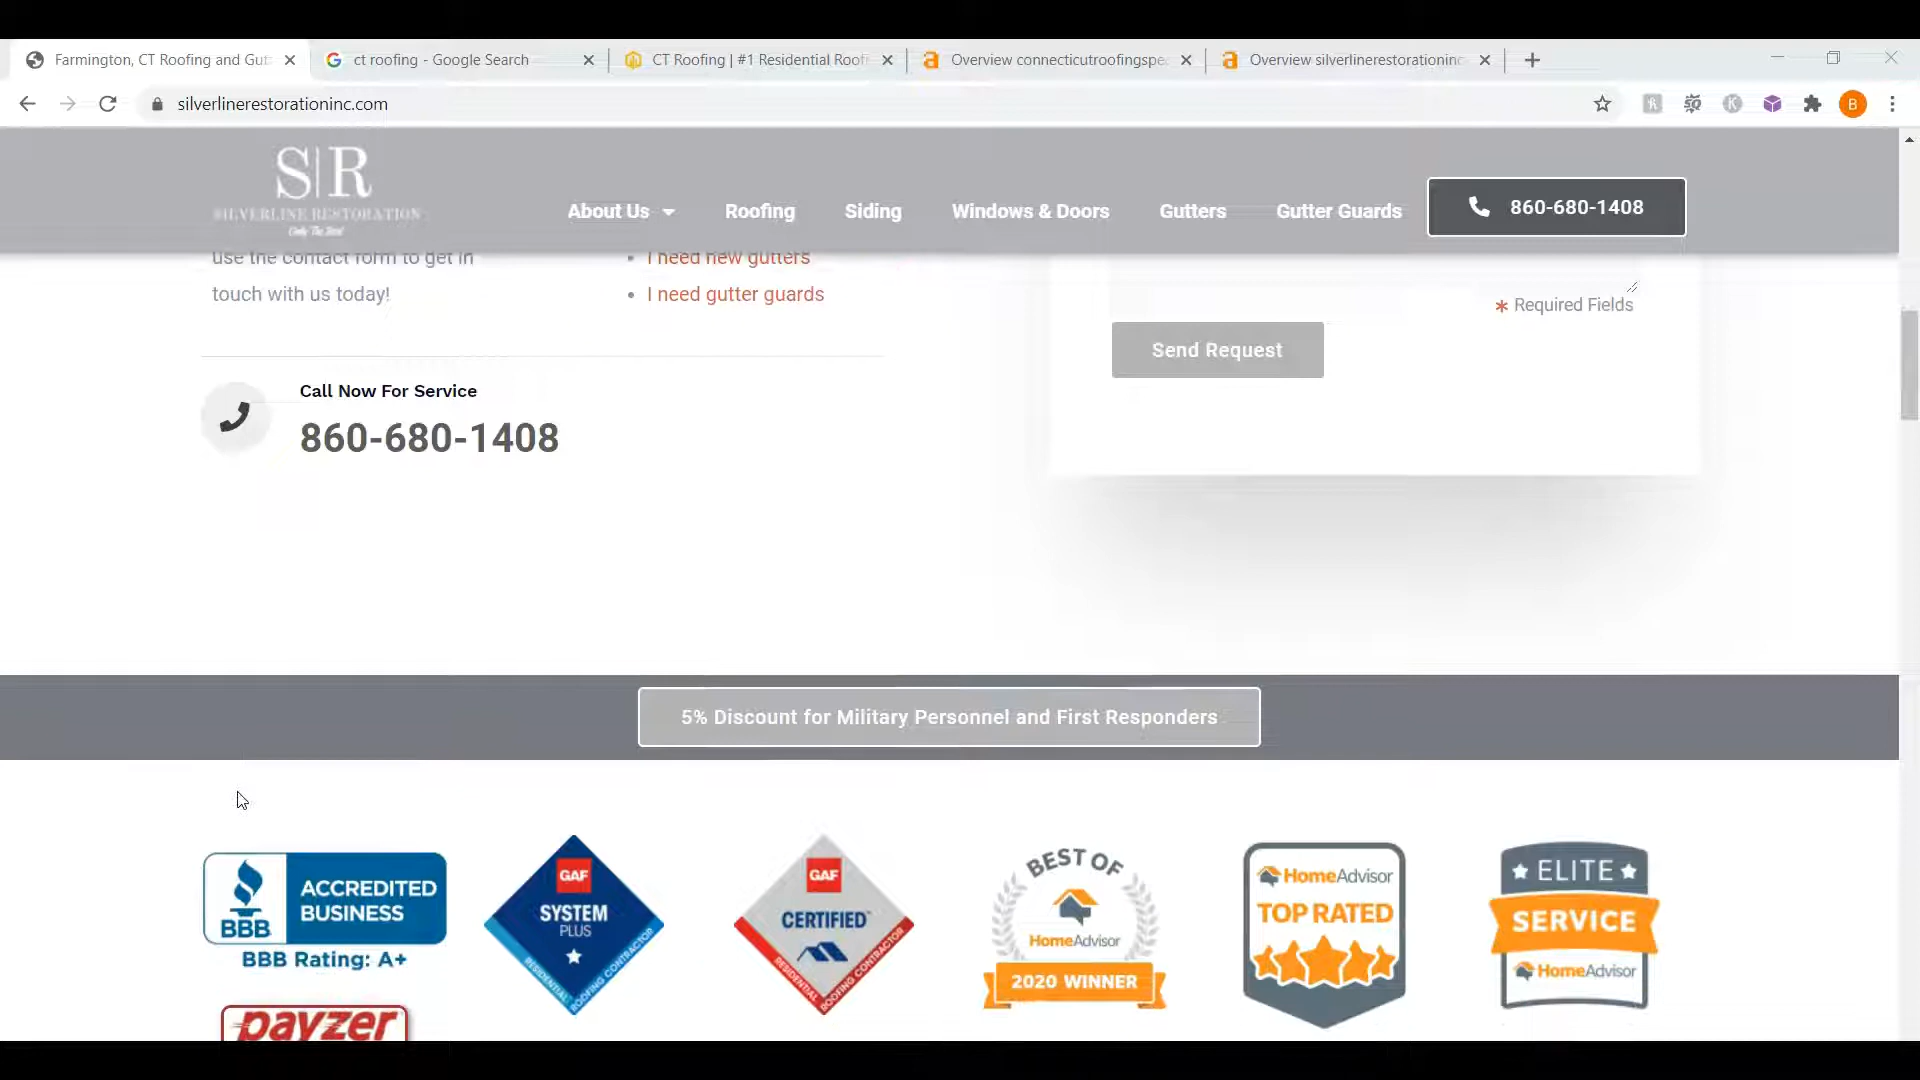 Farmington, CT Roofing and Gut
ct roofing - Google Search
CT Roofing | #1 Residential Roofi
Overview connecticutroofingspe
Overview silverlinerestorationinc
silverlinerestorationinc.com
B
S|R
SILVERLINE RESTORATION
Only The Best
About Us
Roofing
Siding
Windows & Doors
Gutters
Gutter Guards
860-680-1408
use the contact form to get in
touch with us today!
• I need new gutters
• I need gutter guards
* Required Fields
Send Request
Call Now For Service
860-680-1408
5% Discount for Military Personnel and First Responders
BBB
ACCREDITED
BUSINESS
BBB Rating: A+
GAF
SYSTEM
PLUS
RESIDENTIAL ROOFING CONTRACTOR
GAF
CERTIFIED™
RESIDENTIAL ROOFING CONTRACTOR
BEST OF
HomeAdvisor
2020 WINNER
HomeAdvisor
TOP RATED
ELITE
SERVICE
HomeAdvisor
payzer